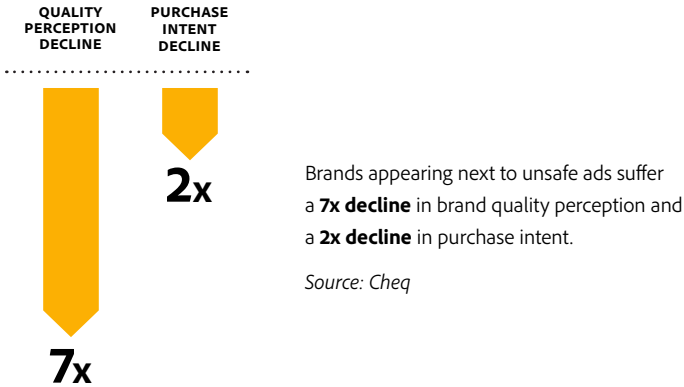 QUALITY
PERCEPTION
DECLINE
PURCHASE
INTENT
DECLINE
2x
7x
Brands appearing next to unsafe ads suffer
a 7x decline in brand quality perception and
a 2x decline in purchase intent.
Source: Cheq